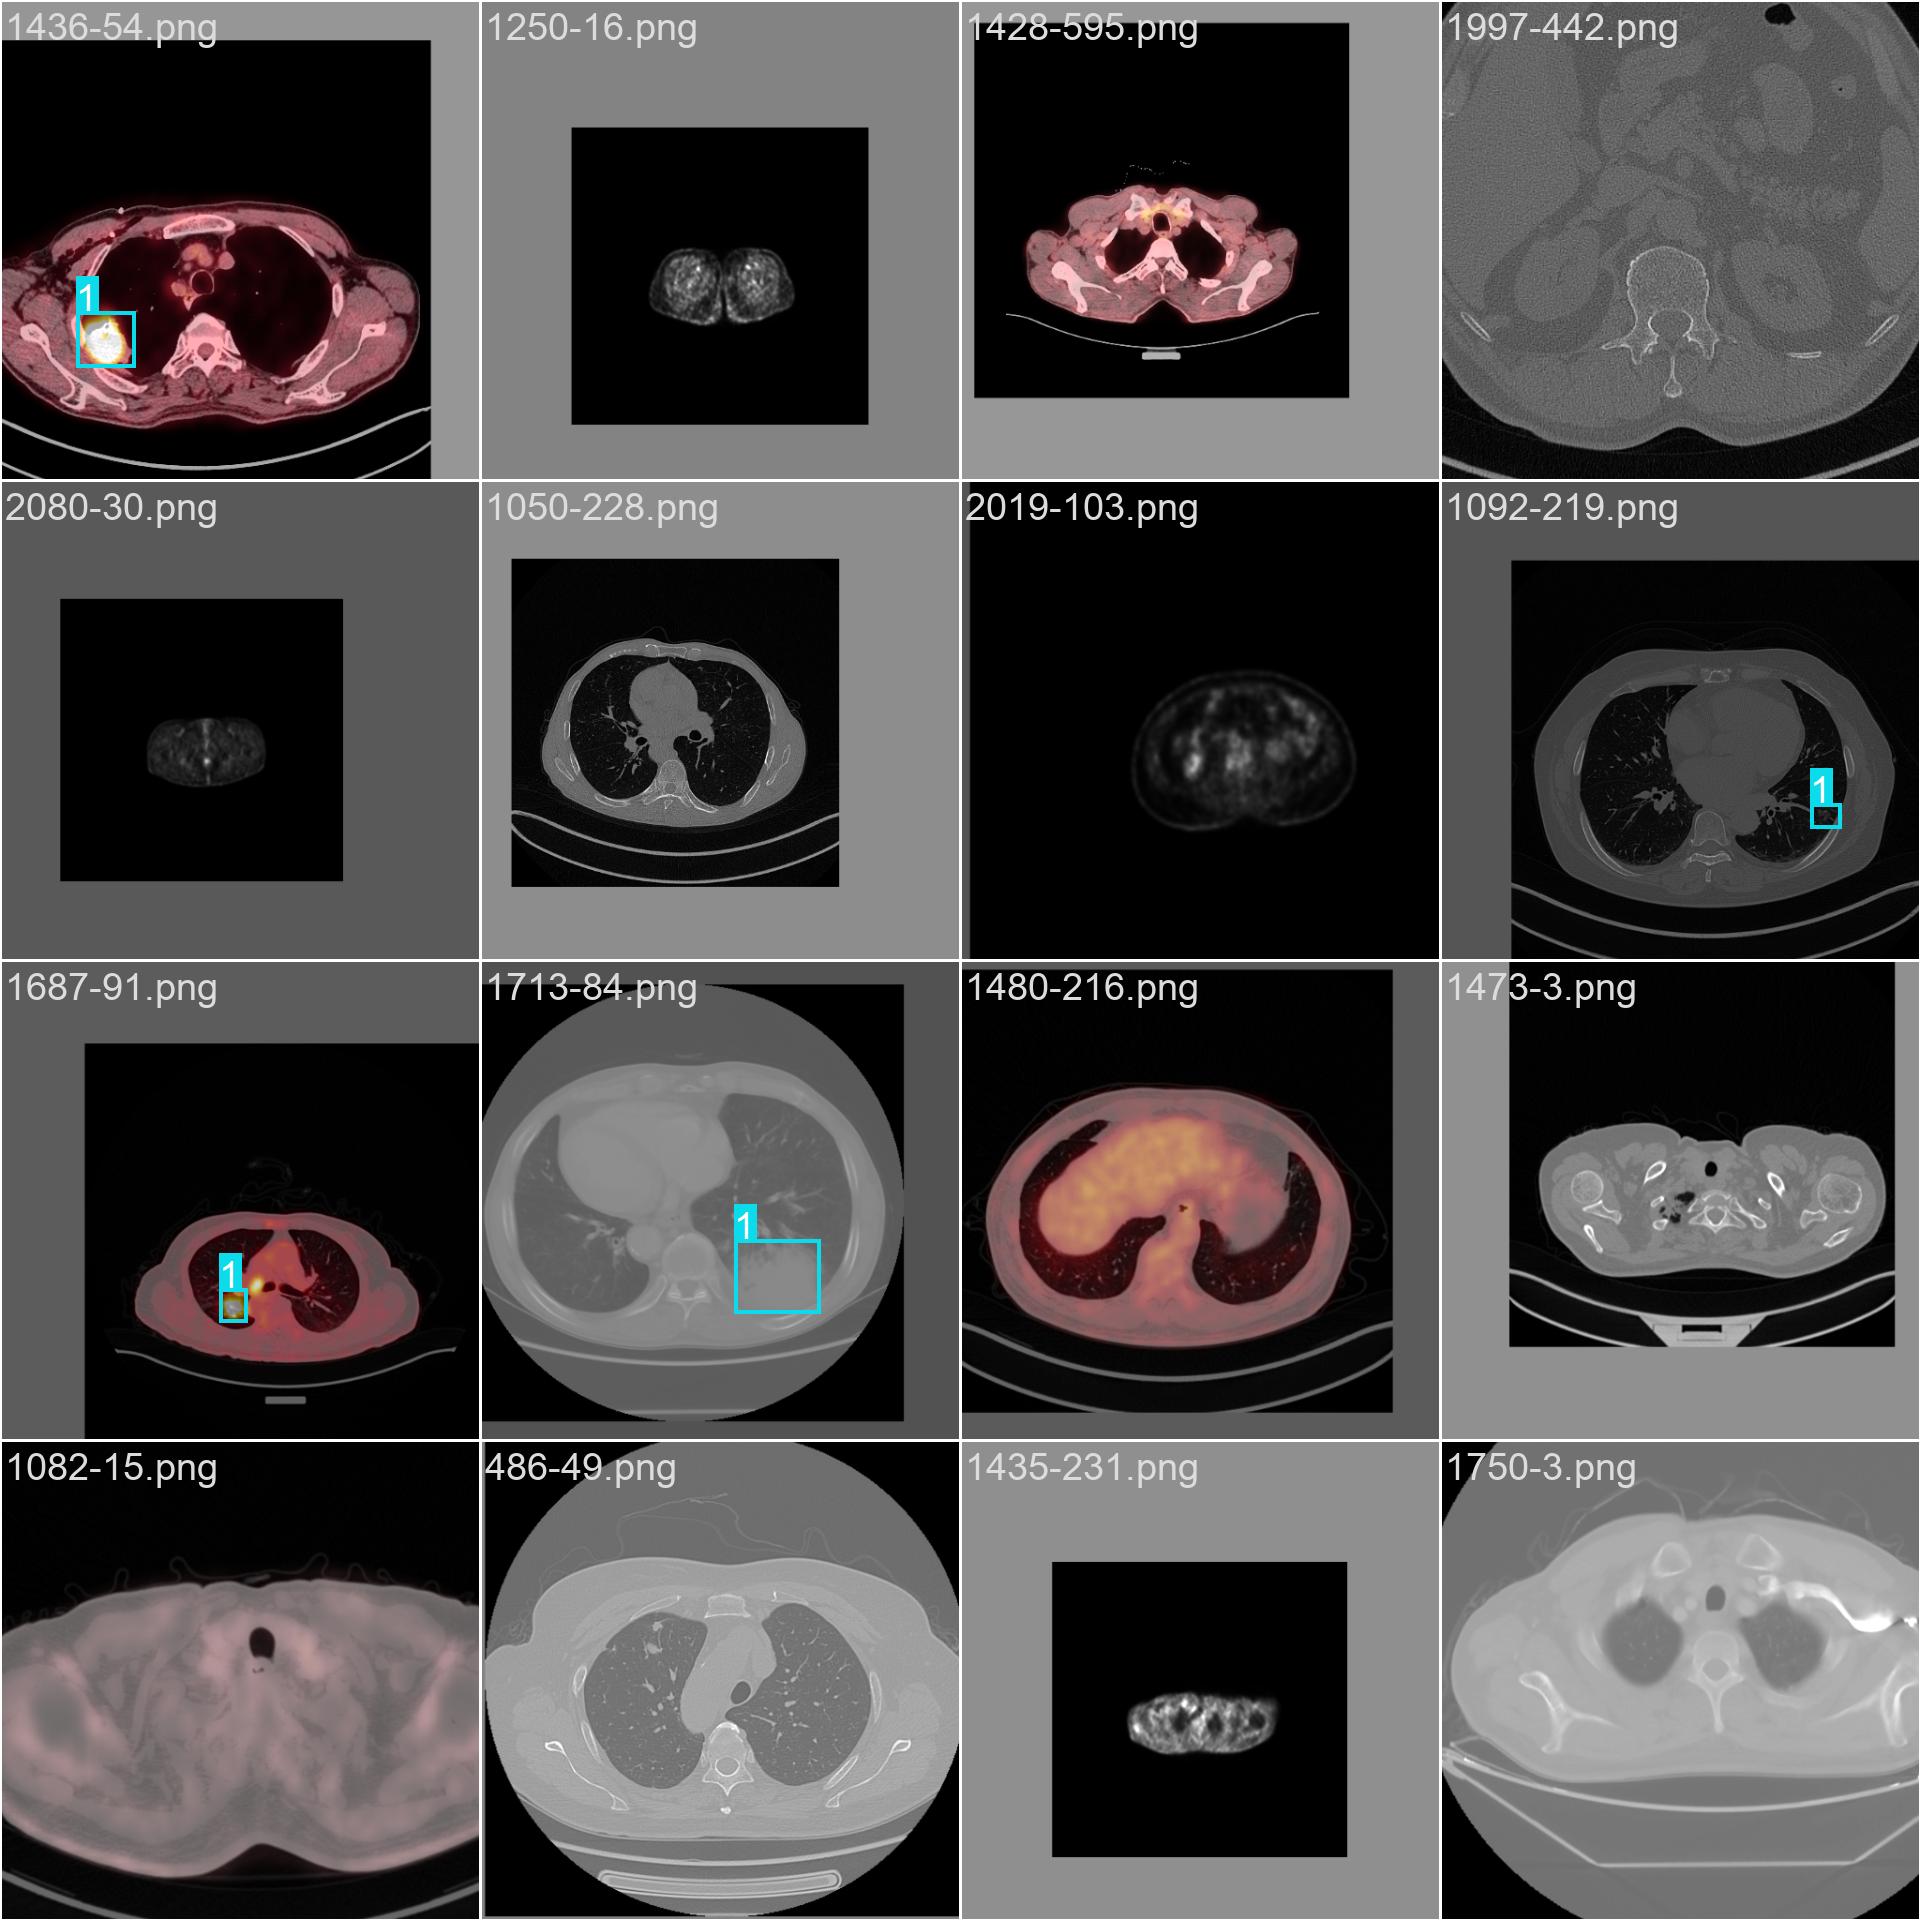 1436-54.png
1250-16.png
1428-595.png
1997-442.png
1
2080-30.png
1050-228.png
2019-103.png
1092-219.png
1
1687-91.png
1713-84.png
1480-216.png
1473-3.png
1
1
1082-15.png
486-49.png
1435-231.png
1750-3.png